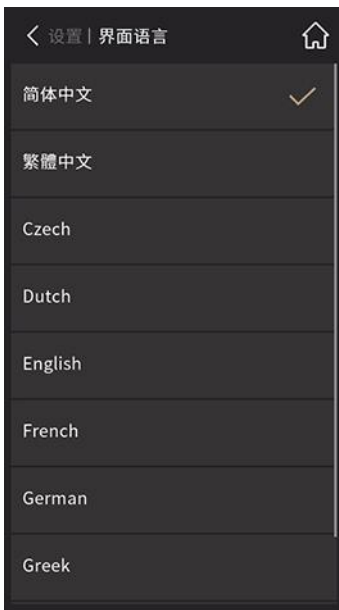 设置 | 界面语言
简体中文
繁體中文
Czech
Dutch
English
French
German
Greek